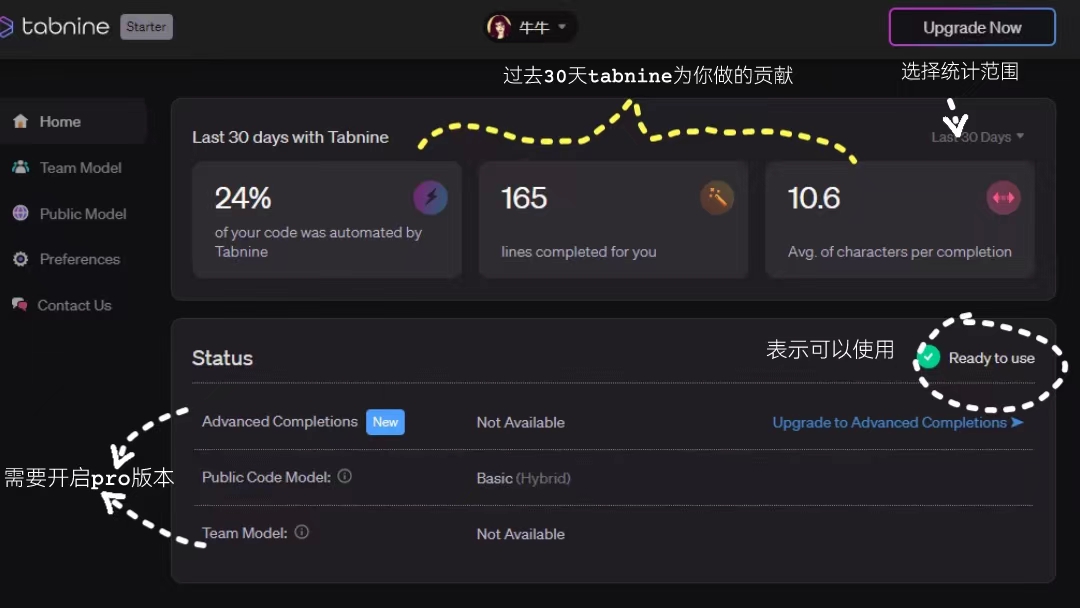 tabnine Starter
牛牛
Upgrade Now
过去30天tabnine为你做的贡献
选择统计范围
Home
Team Model
Public Model
Preferences
Contact Us
Last 30 days with Tabnine
Last 30 Days
24%
of your code was automated by
Tabnine
165
lines completed for you
10.6
Avg. of characters per completion
Status
表示可以使用
Ready to use
Advanced Completions New
Not Available
Upgrade to Advanced Completions
需要开启pro版本
Public Code Model:
Basic (Hybrid)
Team Model:
Not Available